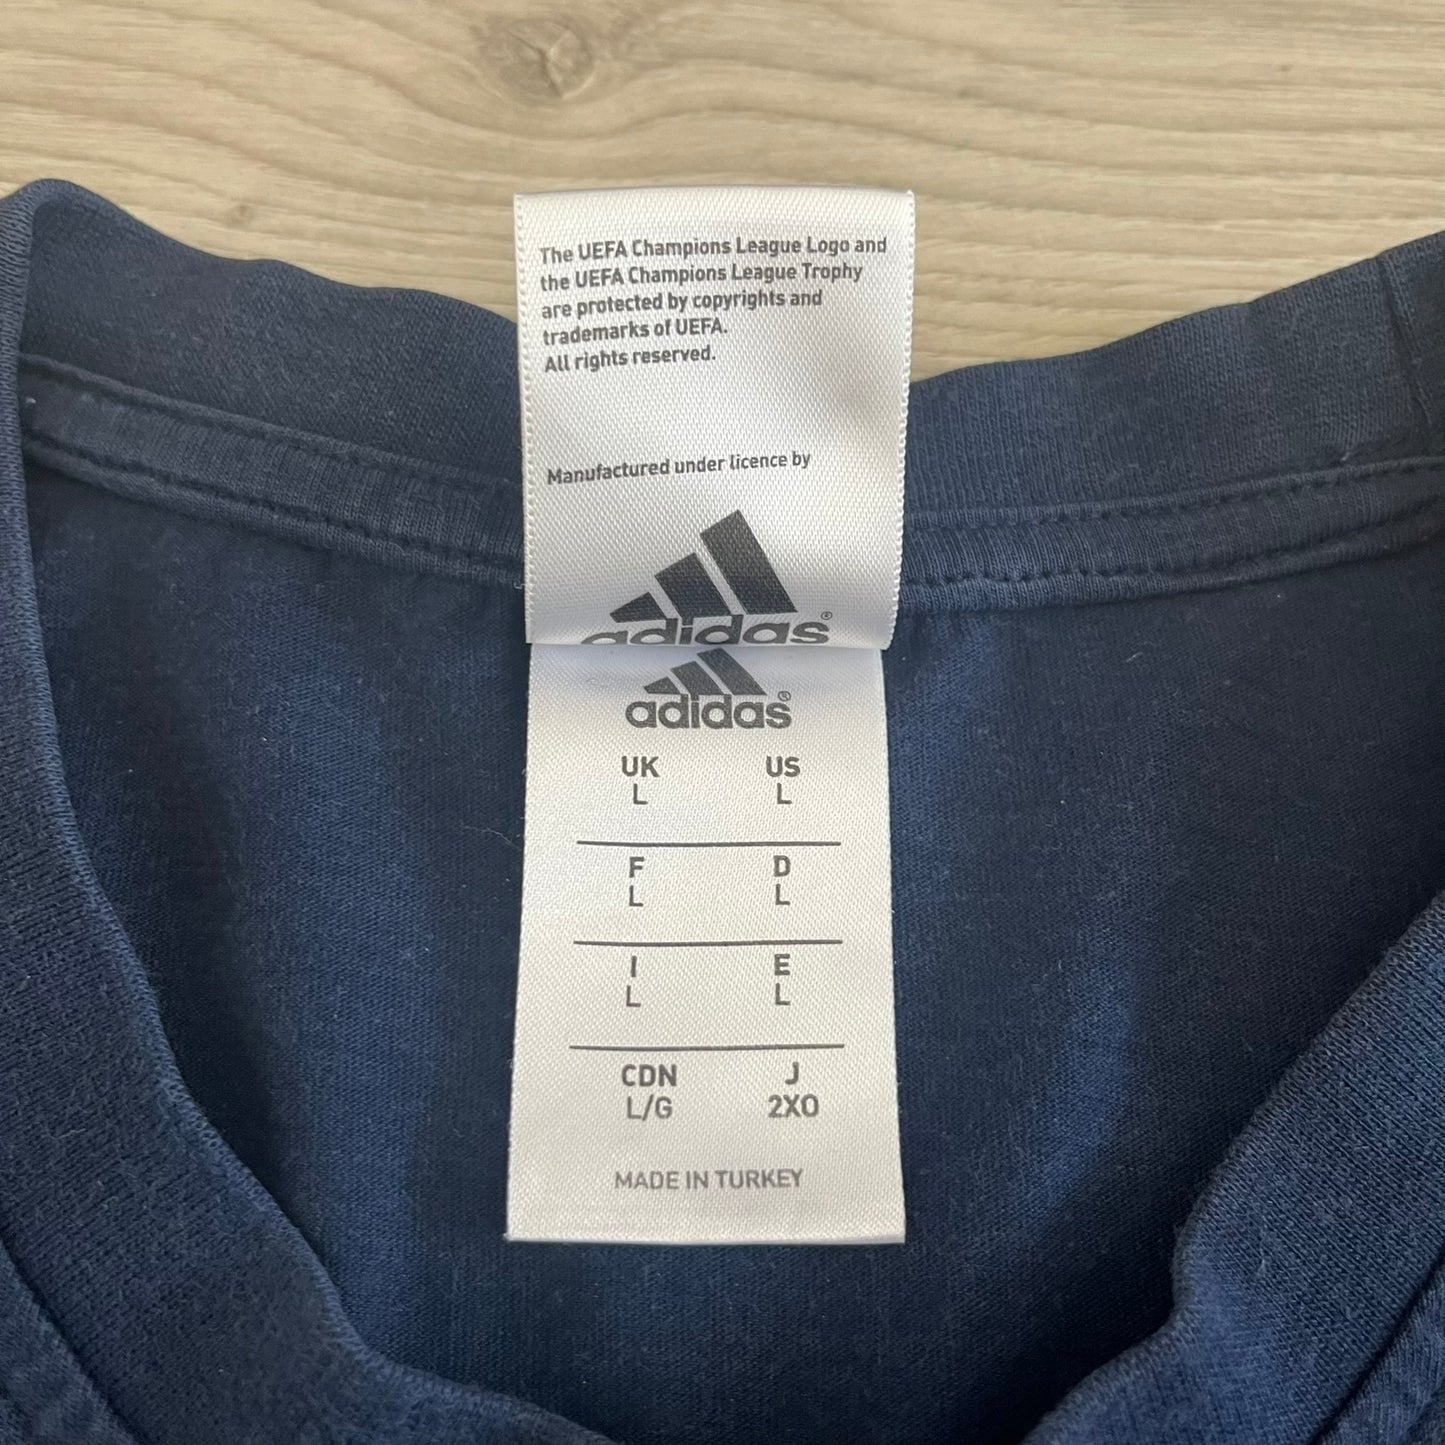 The UEFA Champions League Logo and
the UEFA Champions League Trophy
are protected by copyrights and
trademarks of UEFA.
All rights reserved.
Manufactured under licence by
adidas®
adidas®
UK US
L L
F D
L L
I E
L L
CDN J
L/G 2XO
MADE IN TURKEY